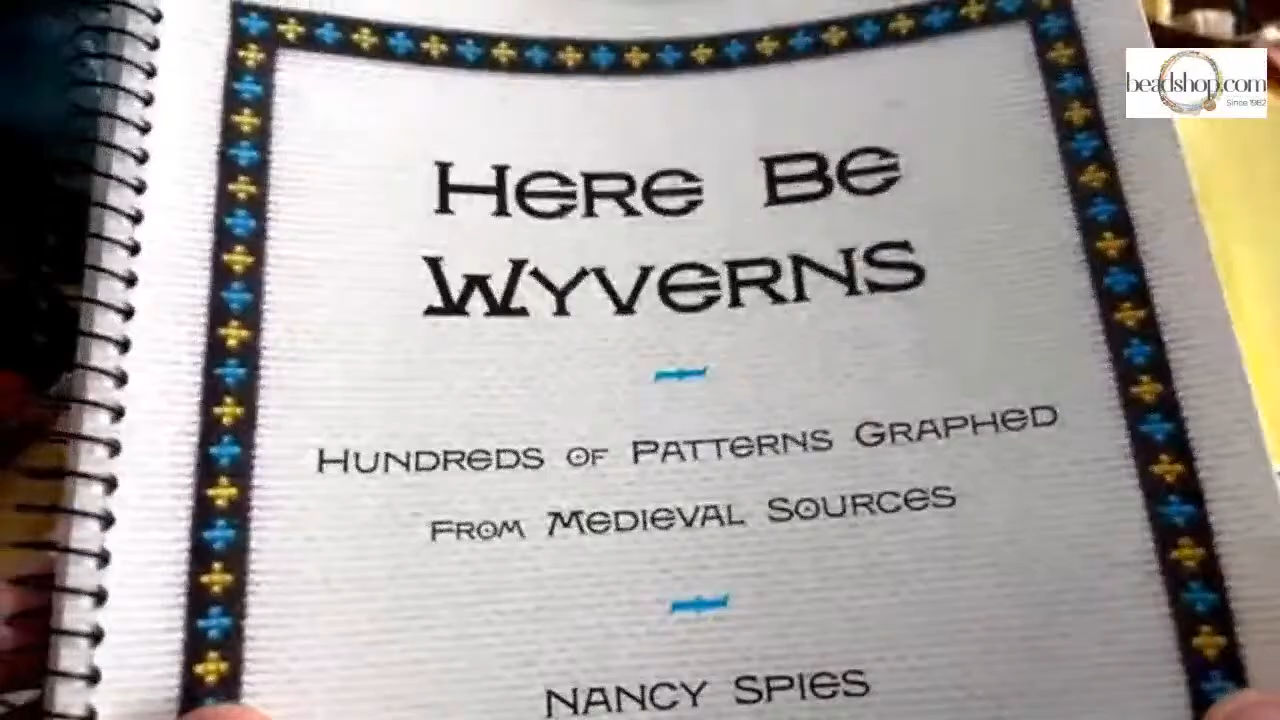 beadshop.com
Since 1982
HERE BE
WYVERNS
HUNDREDS OF PATTERNS GRAPHED
FROM MEDIEVAL SOURCES
NANCY SPIES